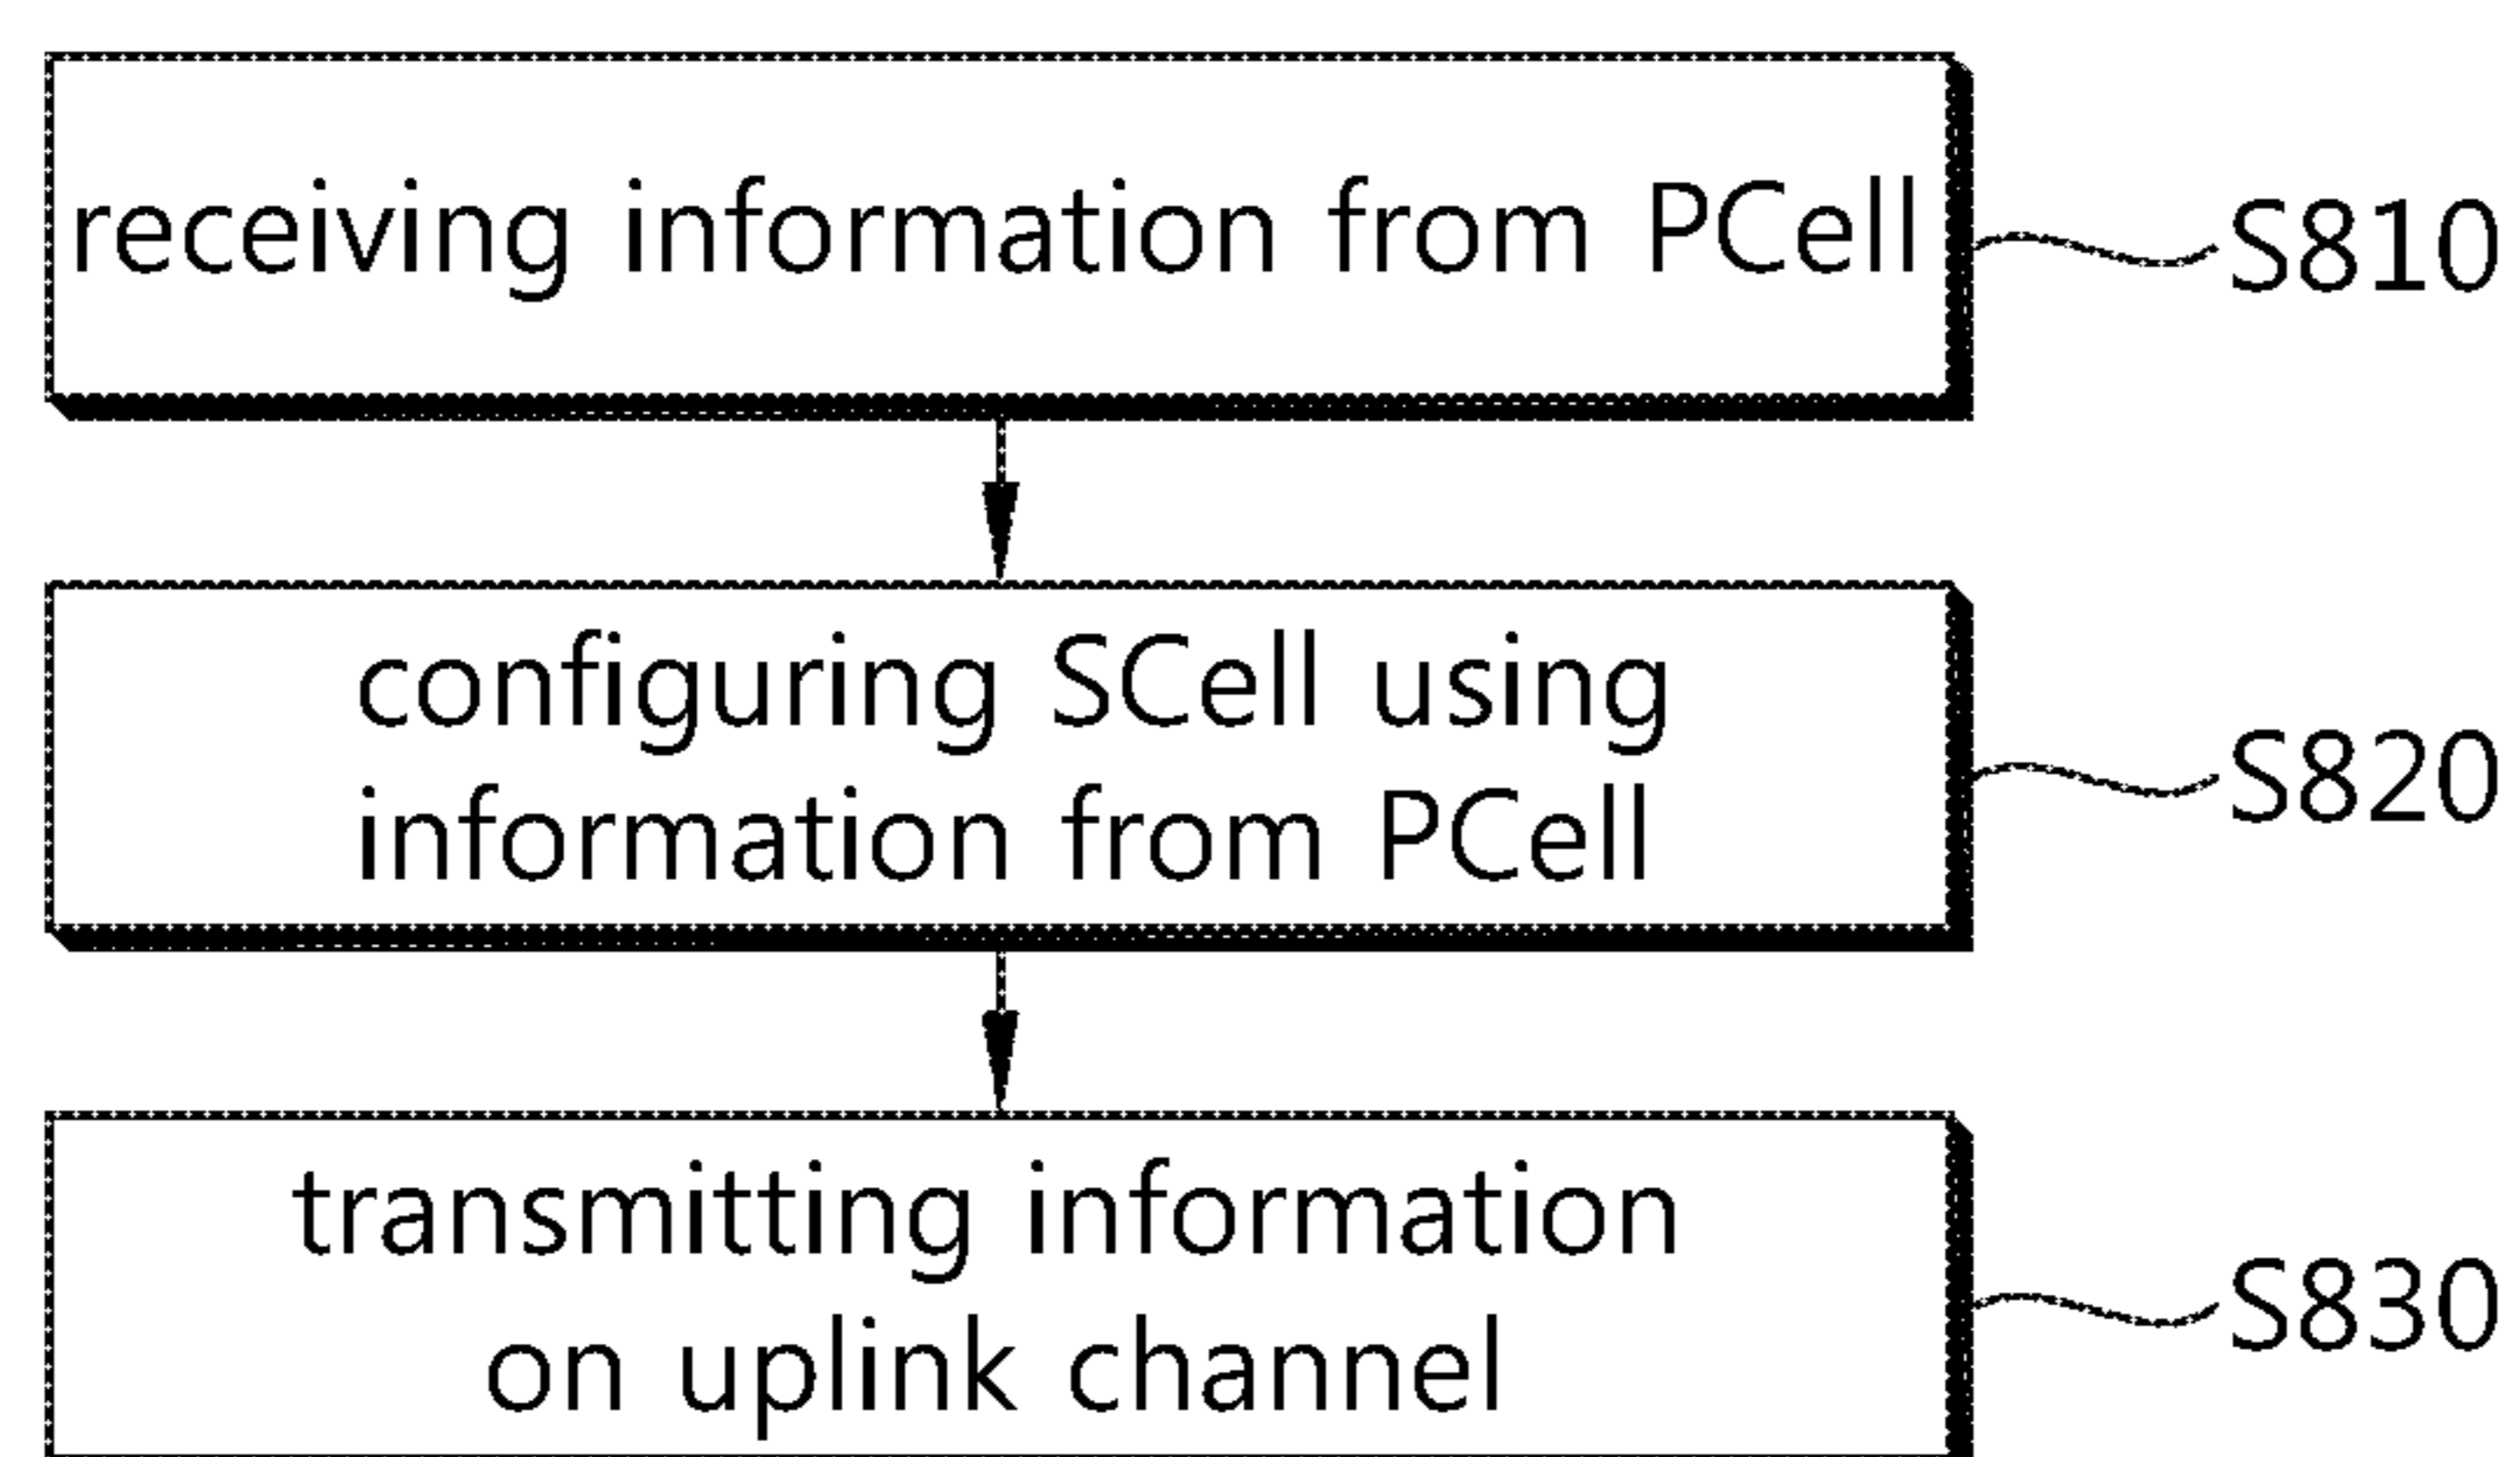 receiving information from PCell
S810
configuring SCell using
information from PCell
S820
transmitting information
on uplink channel
S830